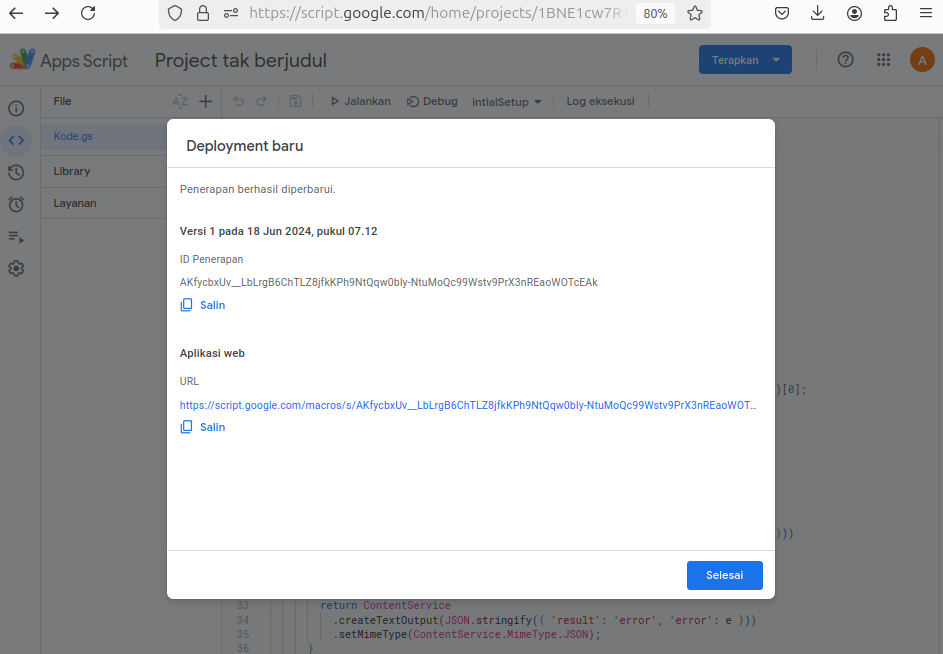 https://script.google.com/home/projects/1BNE1cw7R1
80%
Apps Script
Project tak berjudul
Terapkan
A
File
AZ
Jalankan
Debug
intialSetup
Log eksekusi
Kode.gs
Library
Layanan
Deployment baru
Penerapan berhasil diperbarui.
Versi 1 pada 18 Jun 2024, pukul 07.12
ID Penerapan
AKfycbxUv__LbLrgB6ChTLZ8jfkKPh9NtQqw0bly-NtuMoQc99Wstv9PrX3nREaoWOTcEAk
Salin
Aplikasi web
URL
https://script.google.com/macros/s/AKfycbxUv__LbLrgB6ChTLZ8jfkKPh9NtQqw0bly-NtuMoQc99Wstv9PrX3nREaoWOT…
Salin
)[0];
}))
Selesai
33 return ContentService
34 .createTextOutput(JSON.stringify({ 'result': 'error', 'error': e }))
35 .setMimeType(ContentService.MimeType.JSON);
36 }